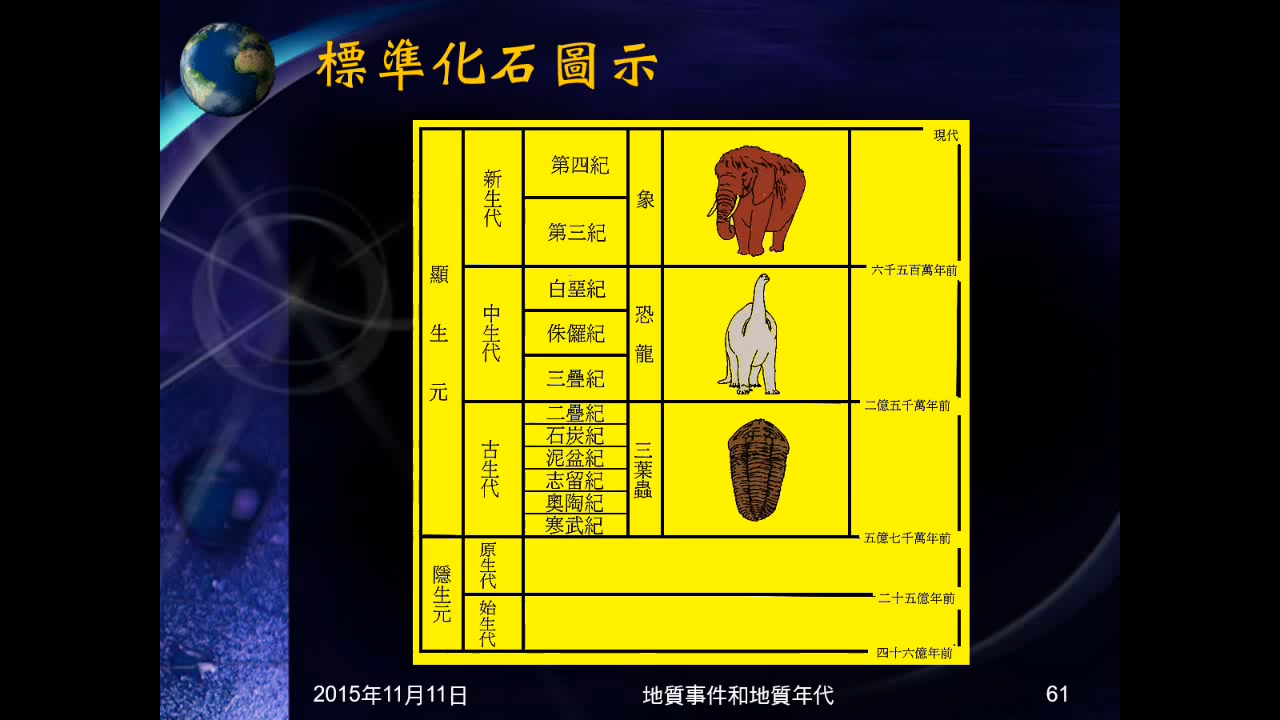 標準化石圖示
現代
顯生元
新生代
第四紀
第三紀
象
六千五百萬年前
中生代
白堊紀
侏儸紀
三疊紀
恐龍
二億五千萬年前
古生代
二疊紀
石炭紀
泥盆紀
志留紀
奧陶紀
寒武紀
三葉蟲
五億七千萬年前
隱生元
原生代
二十五億年前
始生代
四十六億年前
2015年11月11日
地質事件和地質年代
61